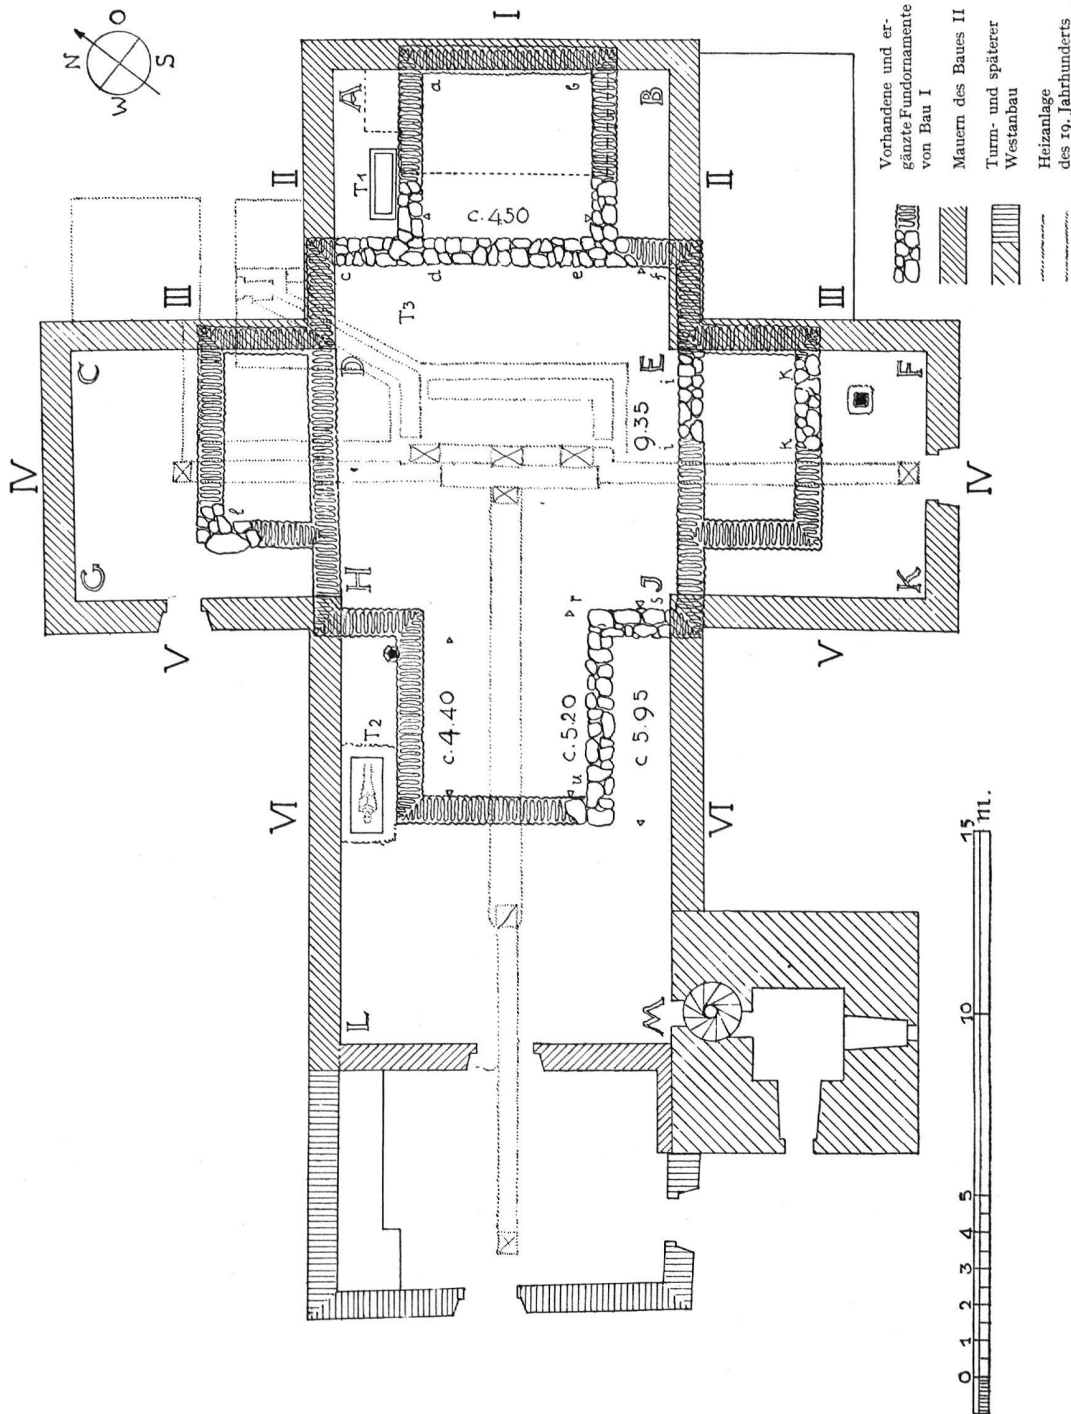 N
O
W
S
I
A
a
b
B
II
T1
c. 450
II
c
d
e
f
T3
III
III
C
D
E
F
i
i
k
k
9.35
IV
IV
l
G
H
J
K
r
s
V
V
T2
c. 4.40
c. 5.20
c 5.95
u
VI
VI
L
M
0 1 2 3 4 5 10 15 m.
Vorhandene und er-
gänzte Fundornamente
von Bau I
Mauern des Baues II
Turm- und späterer
Westanbau
Heizanlage
des 19. Jahrhunderts